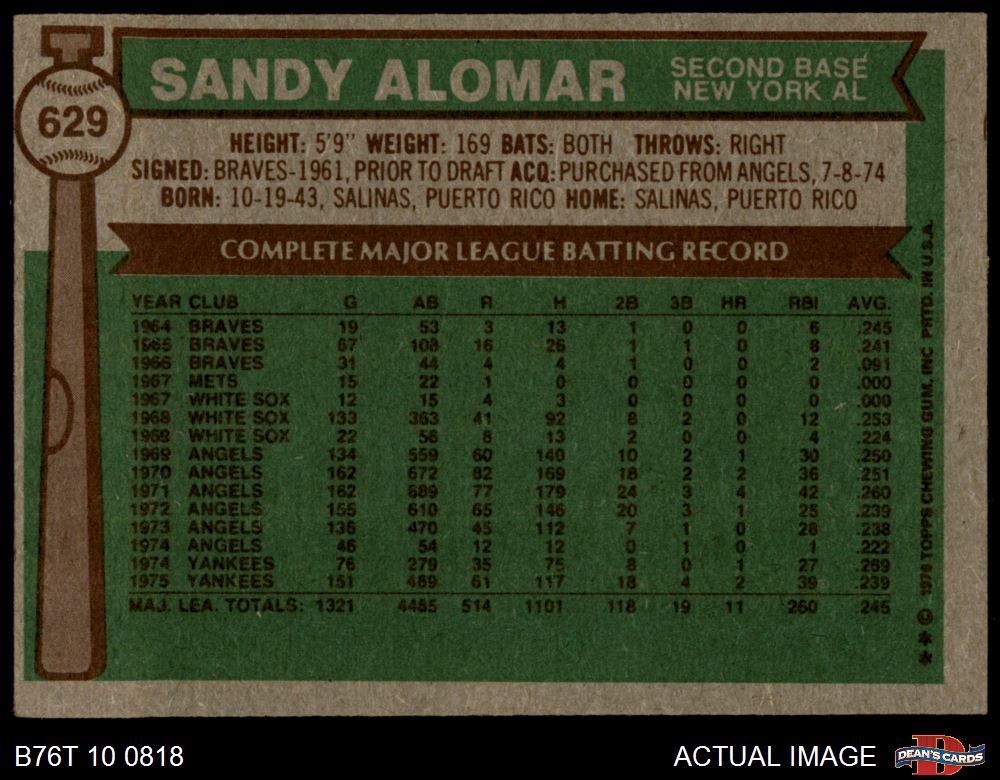 629
SANDY ALOMAR
SECOND BASE
NEW YORK AL
HEIGHT: 5'9" WEIGHT: 169 BATS: BOTH THROWS: RIGHT
SIGNED: BRAVES-1961, PRIOR TO DRAFT ACQ: PURCHASED FROM ANGELS, 7-8-74
BORN: 10-19-43, SALINAS, PUERTO RICO HOME: SALINAS, PUERTO RICO
COMPLETE MAJOR LEAGUE BATTING RECORD
YEAR CLUB G AB R H 2B 3B HR RBI AVG.
1964 BRAVES 19 53 3 13 1 0 0 6 .245
1965 BRAVES 67 108 16 26 1 1 0 8 .241
1966 BRAVES 31 44 4 4 1 0 0 2 .091
1967 METS 15 22 1 0 0 0 0 0 .000
1967 WHITE SOX 12 15 4 3 0 0 0 0 .000
1968 WHITE SOX 133 363 41 92 8 2 0 12 .253
1969 WHITE SOX 22 58 8 13 2 0 0 4 .224
1969 ANGELS 134 559 60 140 10 2 1 30 .250
1970 ANGELS 162 672 82 169 18 2 2 36 .251
1971 ANGELS 162 689 77 179 24 3 4 42 .260
1972 ANGELS 155 610 65 146 20 3 1 25 .239
1973 ANGELS 136 470 45 112 7 1 0 28 .238
1974 ANGELS 46 54 12 12 0 1 0 1 .222
1974 YANKEES 76 279 35 75 8 0 1 27 .269
1975 YANKEES 151 489 61 117 18 4 2 39 .239
MAJ. LEA. TOTALS: 1321 4485 514 1101 118 19 11 260 .245
** © 1976 TOPPS CHEWING GUM, INC PRTD. IN U.S.A.
B76T 10 0818
ACTUAL IMAGE
DEAN'S CARDS